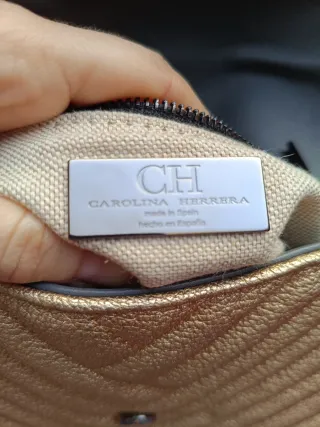 CH
CAROLINA HERRERA
made in Spain
hecho en España